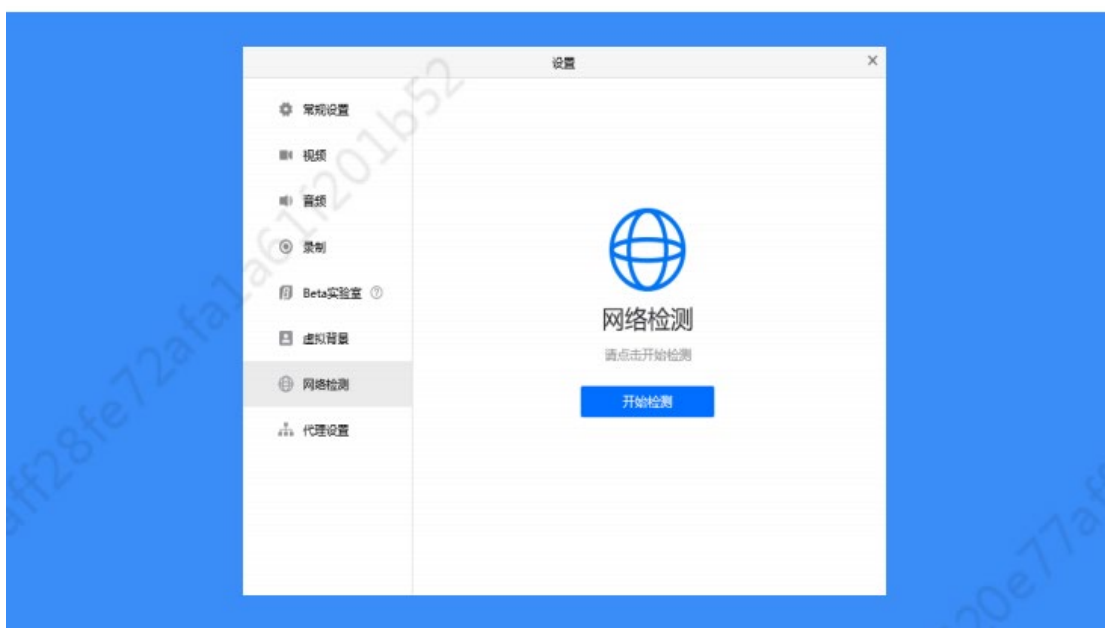 设置
常规设置
视频
音频
录制
Beta实验室
虚拟背景
网络检测
代理设置
网络检测
请点击开始检测
开始检测